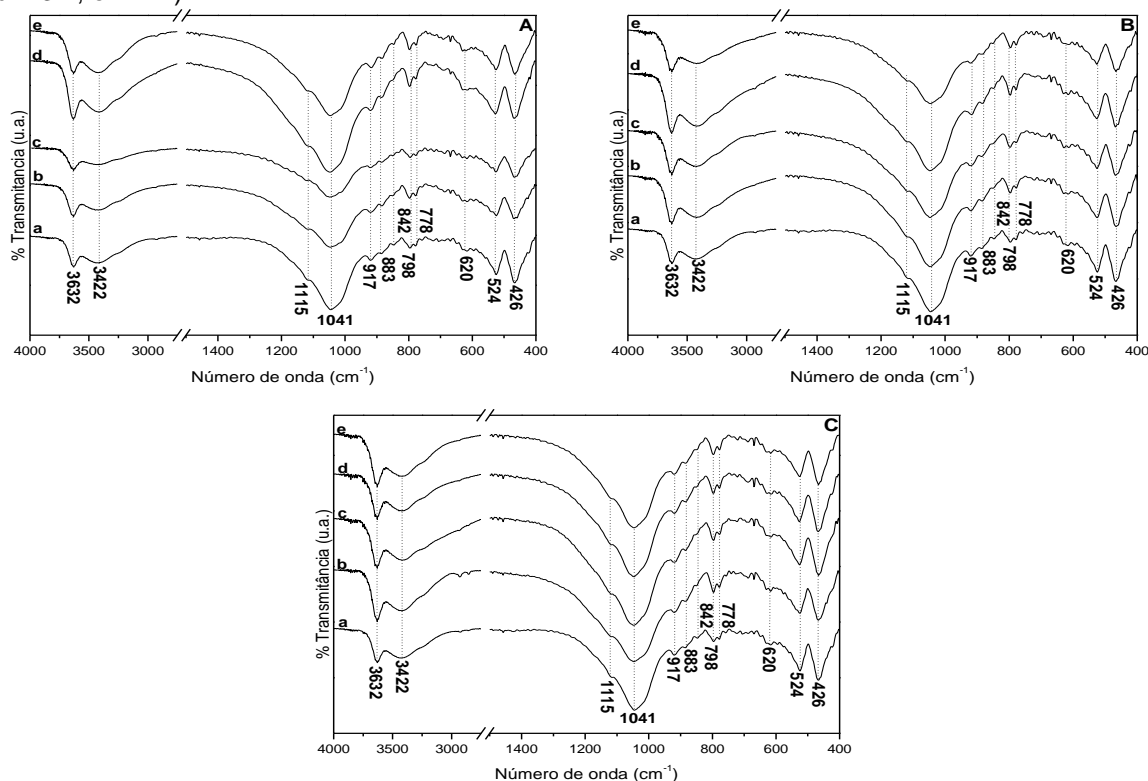 A
e
d
c
b
a
% Transmitância (u.a.)
3632
3422
1115
1041
917
883
842
798
778
620
524
426
4000 3500 3000 1400 1200 1000 800 600 400
Número de onda (cm-1)
B
e
d
c
b
a
% Transmitância (u.a.)
3632
3422
1115
1041
917
883
842
798
778
620
524
426
4000 3500 3000 1400 1200 1000 800 600 400
Número de onda (cm-1)
C
e
d
c
b
a
% Transmitância (u.a.)
3632
3422
1115
1041
917
883
842
798
778
620
524
426
4000 3500 3000 1400 1200 1000 800 600 400
Número de onda (cm-1)